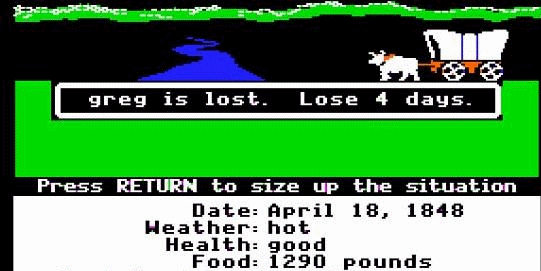 greg is lost. Lose 4 days.
Press RETURN to size up the situation
Date: April 18, 1848
Weather: hot
Health: good
Food: 1290 pounds